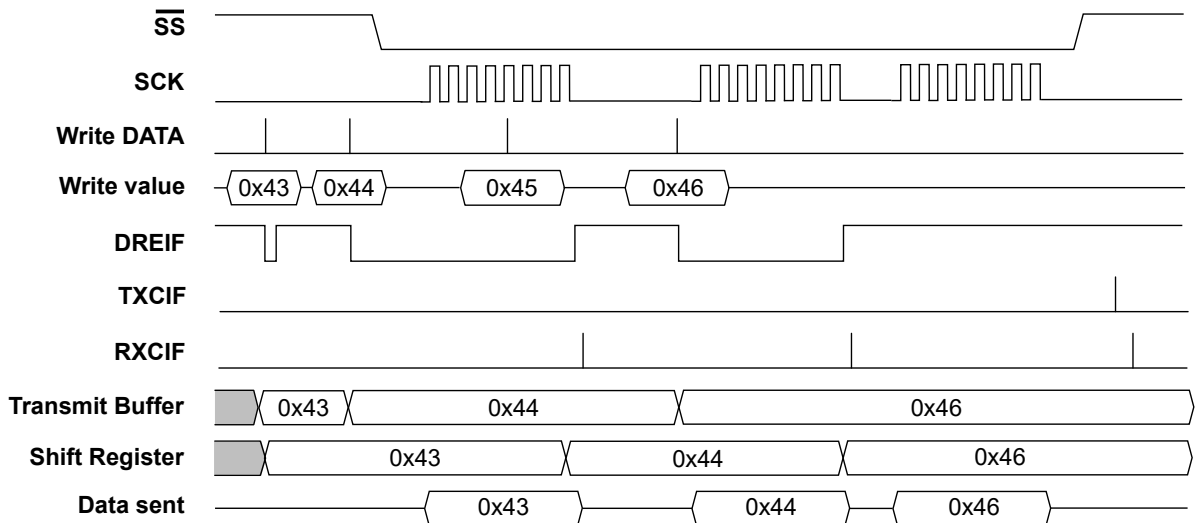 SS
SCK
Write DATA
Write value 0x43 0x44 0x45 0x46
DREIF
TXCIF
RXCIF
Transmit Buffer 0x43 0x44 0x46
Shift Register 0x43 0x44 0x46
Data sent 0x43 0x44 0x46